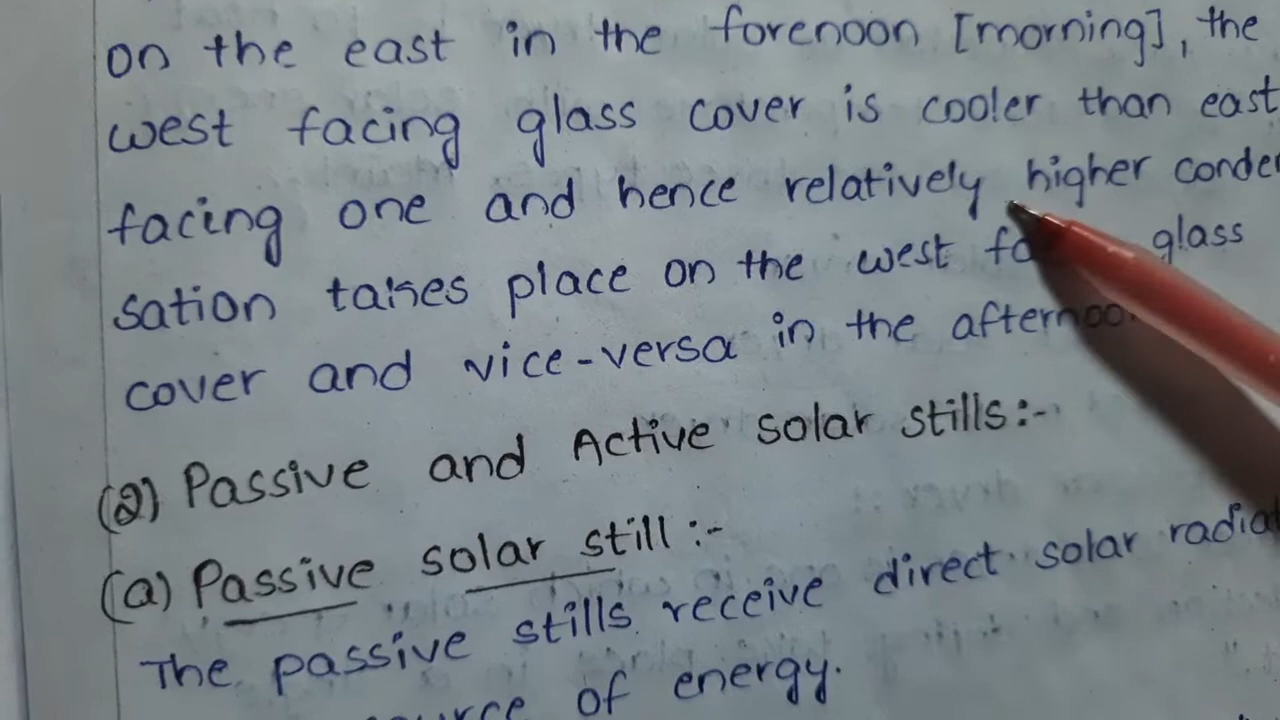 on the east in the forenoon [morning], the
west facing glass cover is cooler than east
facing one and hence relatively higher conden
sation takes place on the west glass
cover and vice-versa in the afternoon
(2) Passive and Active solar stills:-
(a) Passive solar still :-
The passive stills receive direct solar radia
of energy.